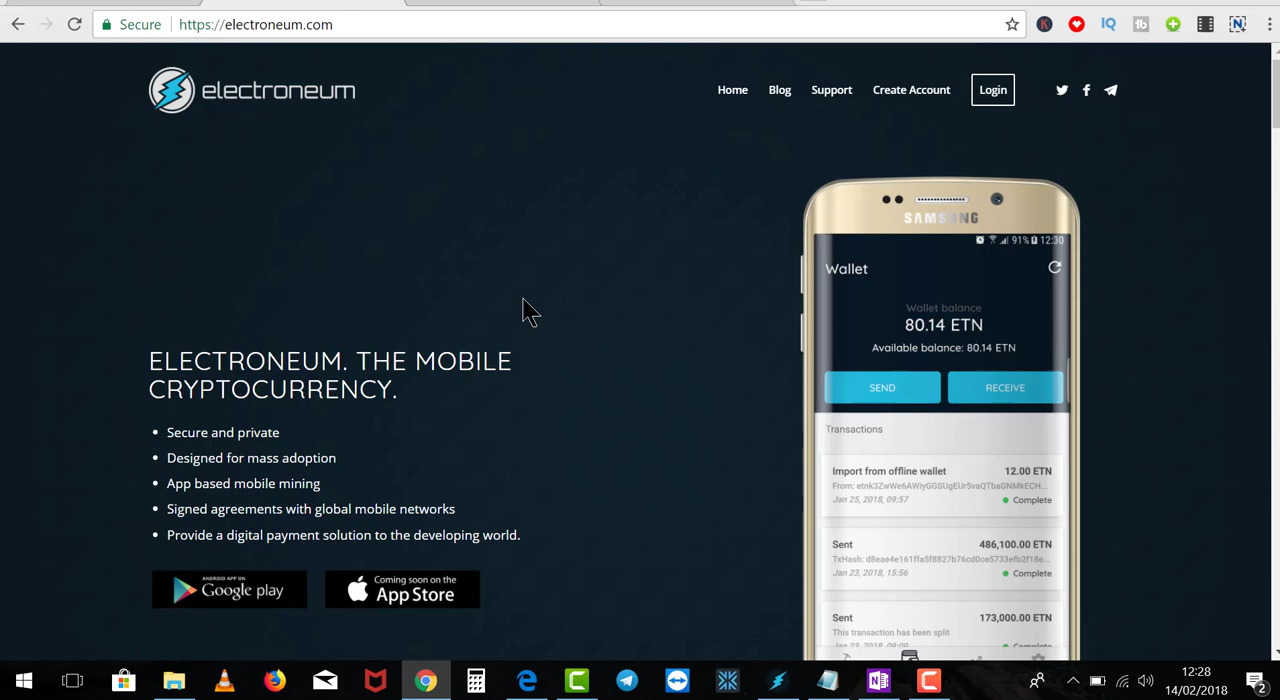 Secure
https://electroneum.com
electroneum
Home Blog Support Create Account Login
SAMSUNG
91% 12:30
Wallet
Wallet balance
80.14 ETN
Available balance: 80.14 ETN
SEND RECEIVE
Transactions
Import from offline wallet 12.00 ETN
Jan 25, 2018, 09:57 Complete
Sent 486,100.00 ETN
Jan 23, 2018, 15:56 Complete
Sent 173,000.00 ETN
This transaction has been split
ELECTRONEUM. THE MOBILE
CRYPTOCURRENCY.
Secure and private
Designed for mass adoption
App based mobile mining
Signed agreements with global mobile networks
Provide a digital payment solution to the developing world.
ANDROID APP ON
Google play
Coming soon on the
App Store
12:28
14/02/2018
2